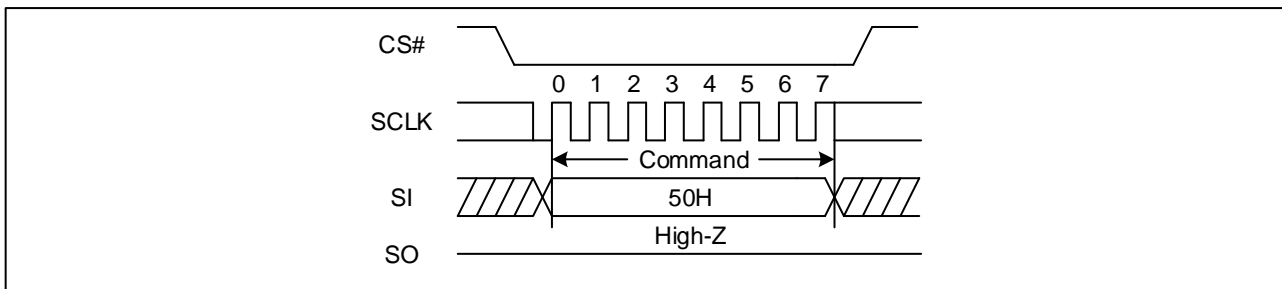 CS#
0 1 2 3 4 5 6 7
SCLK
Command
SI
50H
High-Z
SO